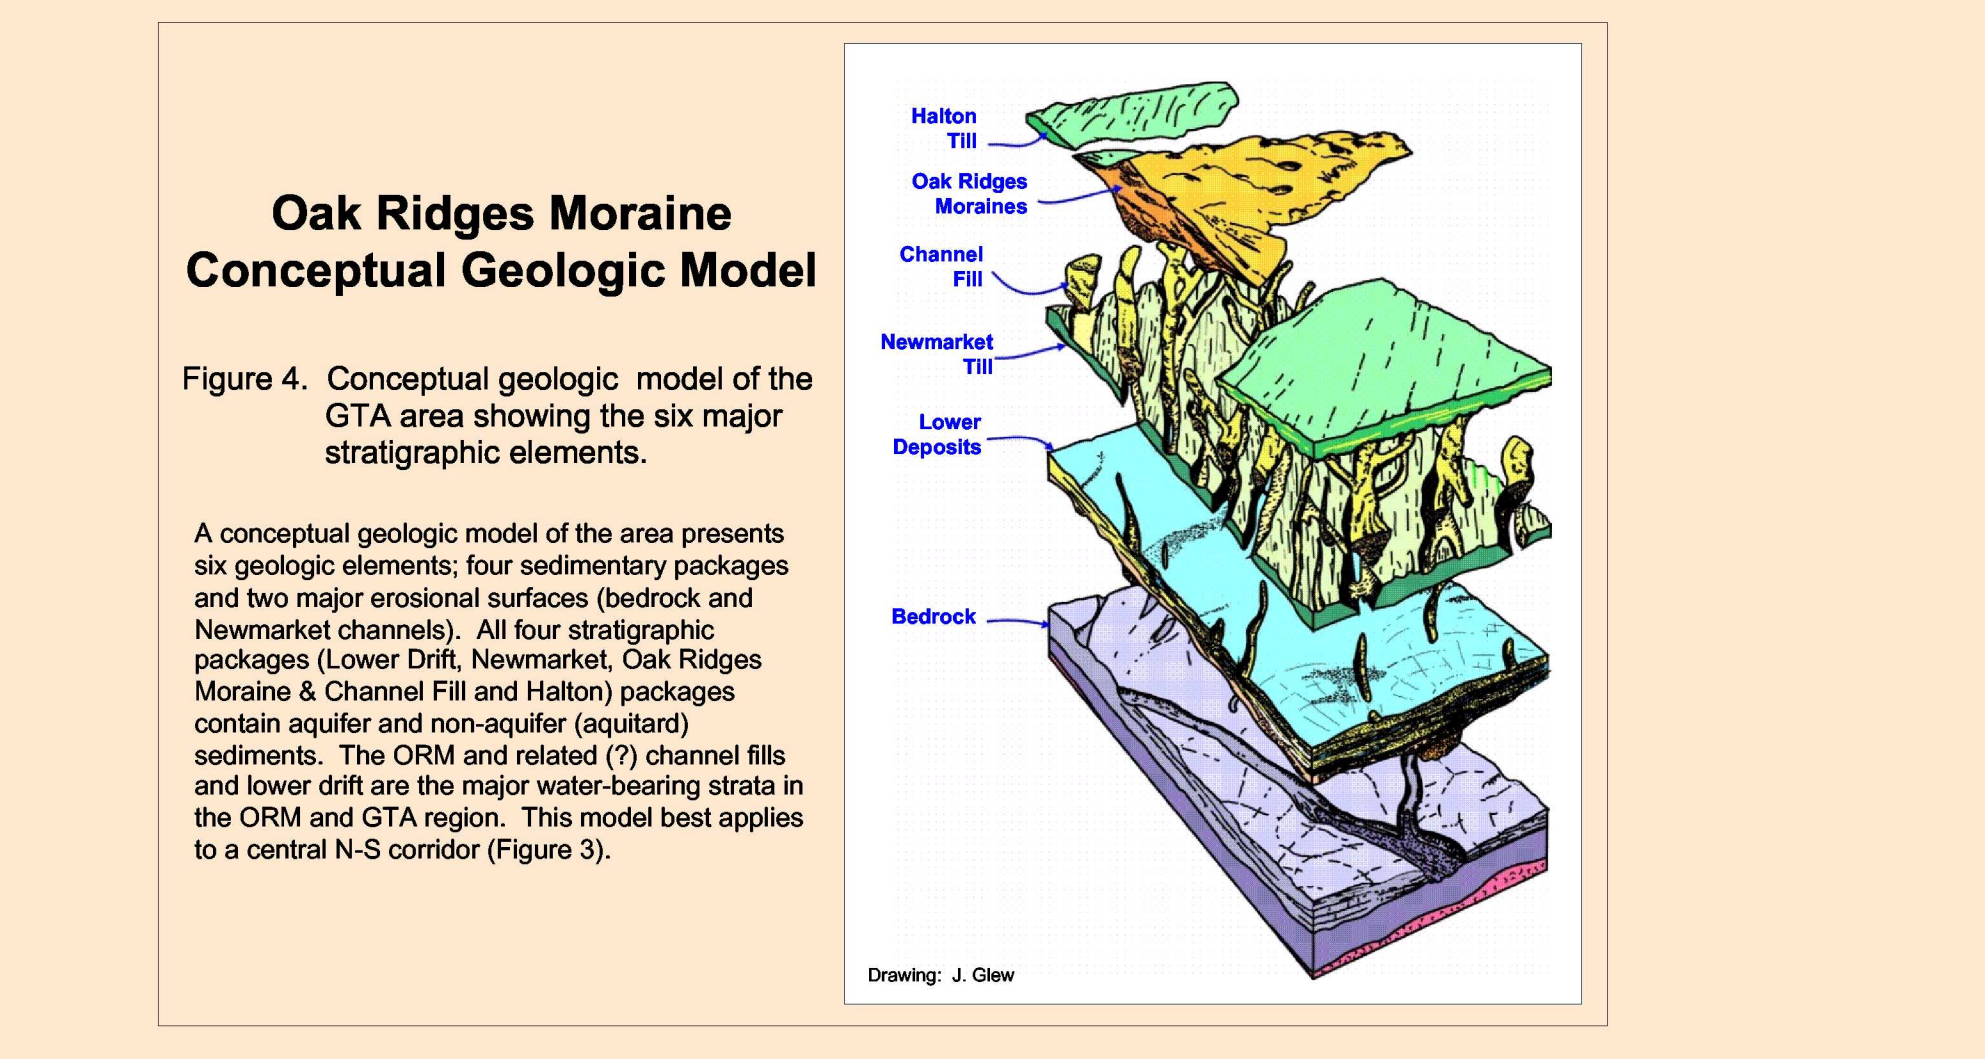 Oak Ridges Moraine
Conceptual Geologic Model
Figure 4. Conceptual geologic model of the
GTA area showing the six major
stratigraphic elements.
A conceptual geologic model of the area presents
six geologic elements; four sedimentary packages
and two major erosional surfaces (bedrock and
Newmarket channels). All four stratigraphic
packages (Lower Drift, Newmarket, Oak Ridges
Moraine & Channel Fill and Halton) packages
contain aquifer and non-aquifer (aquitard)
sediments. The ORM and related (?) channel fills
and lower drift are the major water-bearing strata in
the ORM and GTA region. This model best applies
to a central N-S corridor (Figure 3).
Halton
Till
Oak Ridges
Moraines
Channel
Fill
Newmarket
Till
Lower
Deposits
Bedrock
Drawing: J. Glew